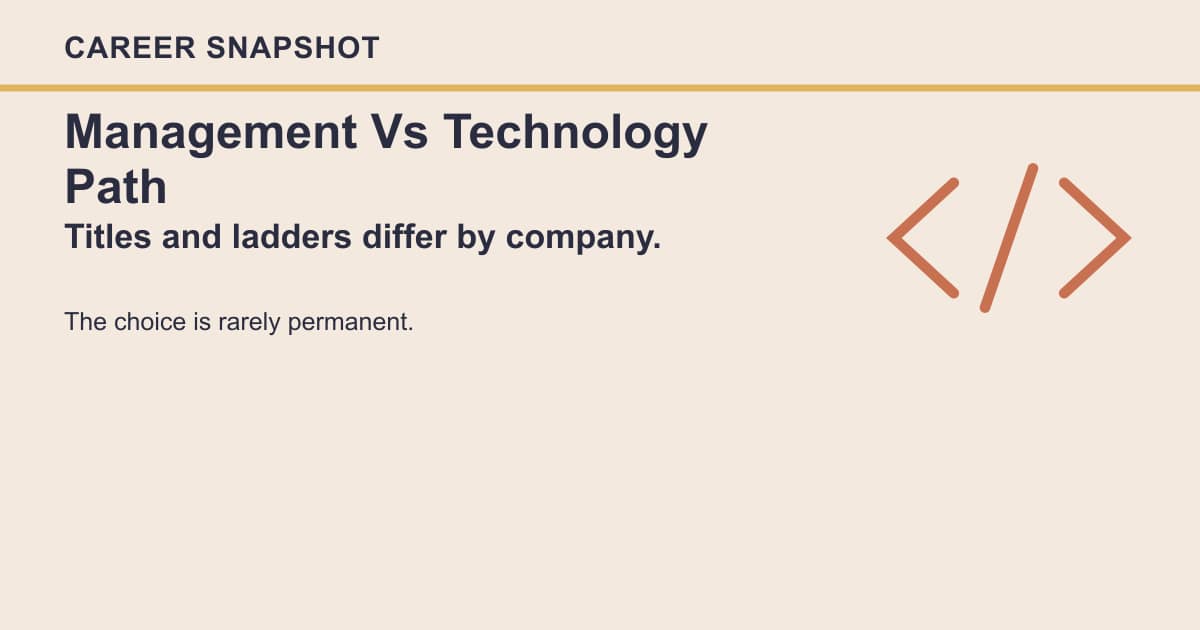 CAREER SNAPSHOT
Management Vs Technology
Path
Titles and ladders differ by company.
The choice is rarely permanent.